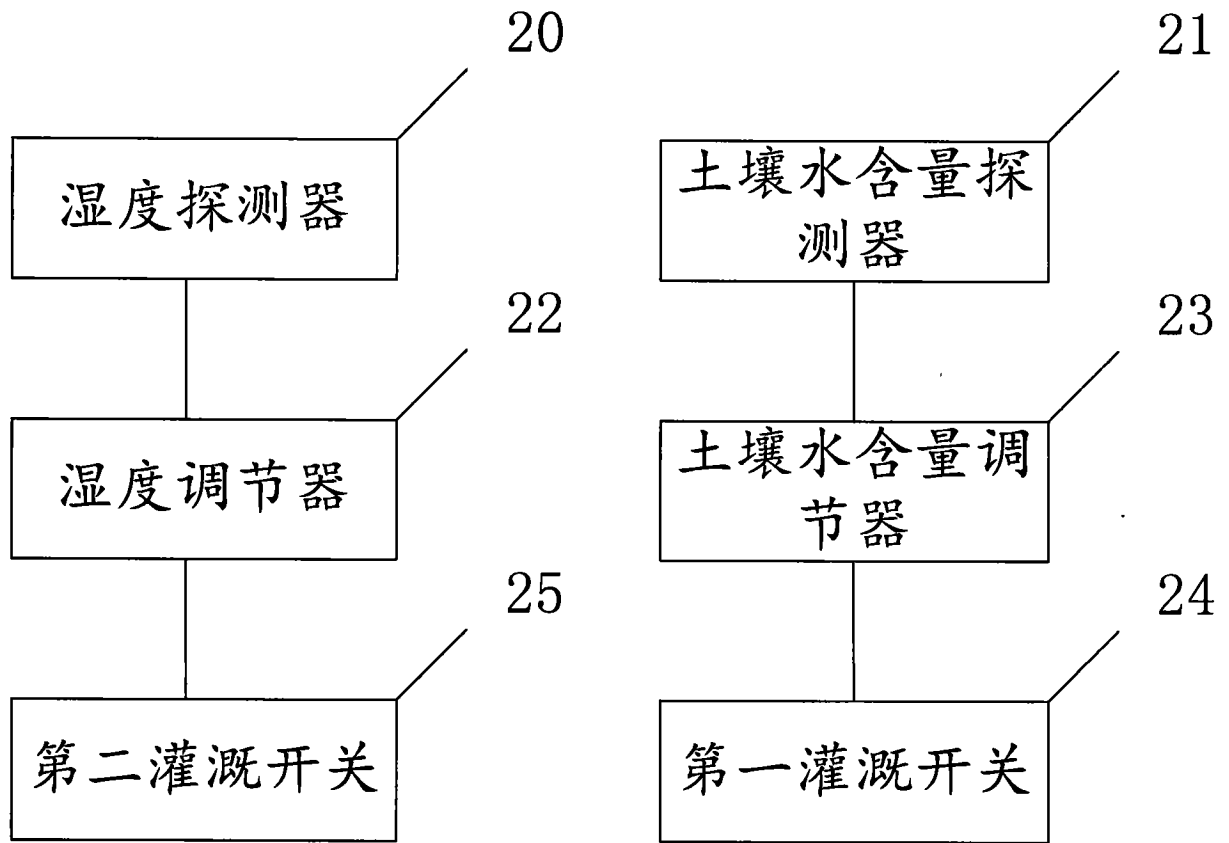 20
21
湿度探测器
土壤水含量探
测器
22
23
湿度调节器
土壤水含量调
节器
25
24
第二灌溉开关
第一灌溉开关